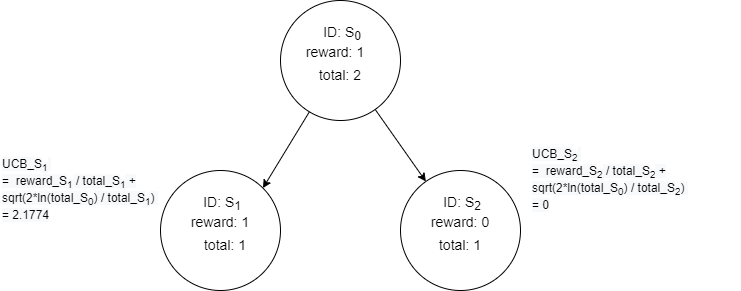 ID: S₀
reward: 1
total: 2
UCB_S₁
= reward_S₁ / total_S₁ +
sqrt(2*ln(total_S₀) / total_S₁)
= 2.1774
ID: S₁
reward: 1
total: 1
ID: S₂
reward: 0
total: 1
UCB_S₂
= reward_S₂ / total_S₂ +
sqrt(2*ln(total_S₀) / total_S₂)
= 0